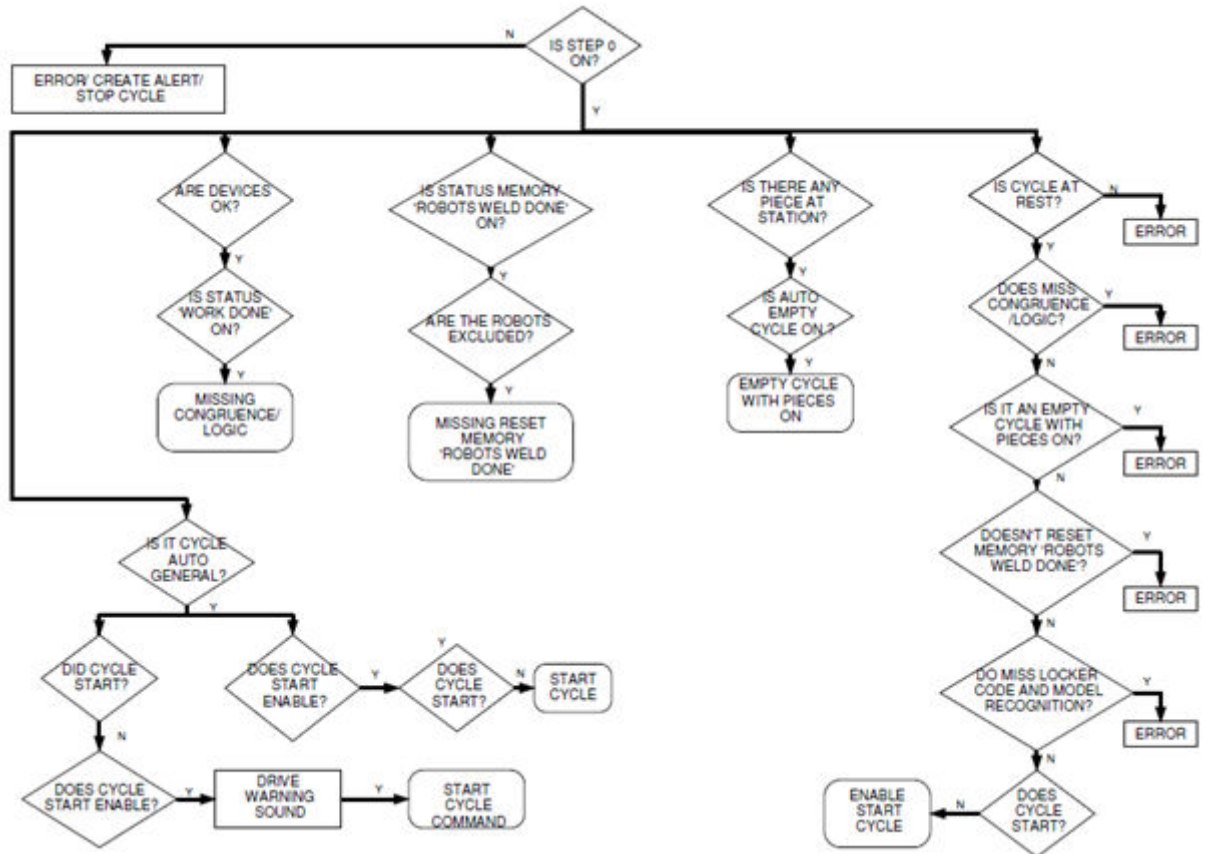 N
IS STEP 0
ON?
ERROR/ CREATE ALERT/
STOP CYCLE
Y
ARE DEVICES
OK?
Y
IS STATUS
'WORK DONE'
ON?
Y
MISSING
CONGRUENCE/
LOGIC
IS STATUS MEMORY
'ROBOTS WELD DONE'
ON?
Y
ARE THE ROBOTS
EXCLUDED?
Y
MISSING RESET
MEMORY
'ROBOTS WELD
DONE'
IS THERE ANY
PIECE AT
STATION?
Y
IS AUTO
EMPTY
CYCLE ON ?
Y
EMPTY CYCLE
WITH PIECES
ON
IS CYCLE AT
REST?
N
ERROR
Y
DOES MISS
CONGRUENCE
/LOGIC?
Y
ERROR
N
IS IT AN EMPTY
CYCLE WITH
PIECES ON?
Y
ERROR
N
DOESN'T RESET
MEMORY 'ROBOTS
WELD DONE'?
Y
ERROR
N
DO MISS LOCKER
CODE AND MODEL
RECOGNITION?
Y
ERROR
N
DOES
CYCLE
START?
N
ENABLE
START
CYCLE
IS IT CYCLE
AUTO
GENERAL?
Y
DID CYCLE
START?
N
DOES CYCLE
START ENABLE?
Y
DRIVE
WARNING
SOUND
Y
START
CYCLE
COMMAND
DOES CYCLE
START
ENABLE?
Y
Y
DOES
CYCLE
START?
N
START
CYCLE